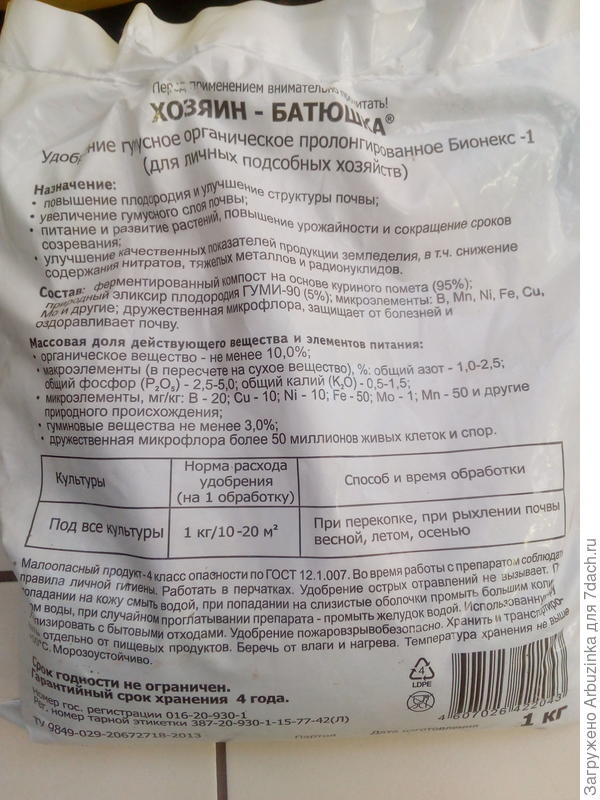 Перед применением внимательно прочитать!
ХОЗЯИН - БАТЮШКА®
Удобрение гумусное органическое пролонгированное Бионекс -1
(для личных подсобных хозяйств)
Назначение:
• повышение плодородия и улучшение структуры почвы;
• увеличение гумусного слоя почвы;
• питание и развитие растений, повышение урожайности и сокращение сроков
созревания;
• улучшение качественных показателей продукции земледелия, в т.ч. снижение
содержания нитратов, тяжелых металлов и радионуклидов.
Состав: ферментированный компост на основе куриного помета (95%);
природный эликсир плодородия ГУМИ-90 (5%); микроэлементы: B, Mn, Ni, Fe, Cu,
Mo и другие; дружественная микрофлора, защищает от болезней и
оздоравливает почву.
Массовая доля действующего вещества и элементов питания:
• органическое вещество - не менее 10,0%;
• макроэлементы (в пересчете на сухое вещество), %: общий азот - 1,0-2,5;
общий фосфор (P₂O₅) - 2,5-5,0; общий калий (K₂O) - 0,5-1,5;
• микроэлементы, мг/кг: B - 20; Cu - 10; Ni - 10; Fe - 50; Mo - 1; Mn - 50 и другие
природного происхождения;
• гуминовые вещества не менее 3,0%;
• дружественная микрофлора более 50 миллионов живых клеток и спор.
Культуры
Норма расхода
удобрения
(на 1 обработку)
Способ и время обработки
Под все культуры
1 кг/10-20 м²
При перекопке, при рыхлении почвы
весной, летом, осенью
• Малоопасный продукт-4 класс опасности по ГОСТ 12.1.007. Во время работы с препаратом соблюдать
правила личной гигиены. Работать в перчатках. Удобрение острых отравлений не вызывает. П
попадании на кожу смыть водой, при попадании на слизистые оболочки промыть большим коли
ом воды, при случайном проглатывании препарата - промыть желудок водой. Использованную
лизировать с бытовыми отходами. Удобрение пожаровзрывобезопасно. Хранить и транспортиро
отдельно от пищевых продуктов. Беречь от влаги и нагрева. Температура хранения не выше
°С. Морозоустойчиво.
Срок годности не ограничен.
Гарантийный срок хранения 4 года.
Номер гос. регистрации 016-20-930-1
Рег. номер тарной этикетки 387-20-930-1-15-77-42(Л)
ТУ 9849-029-20672718-2013
Партия
Дата изготовления
4
LDPE
4 607026 422043
1 кг
Загружено Arbuzinka для 7dach.ru